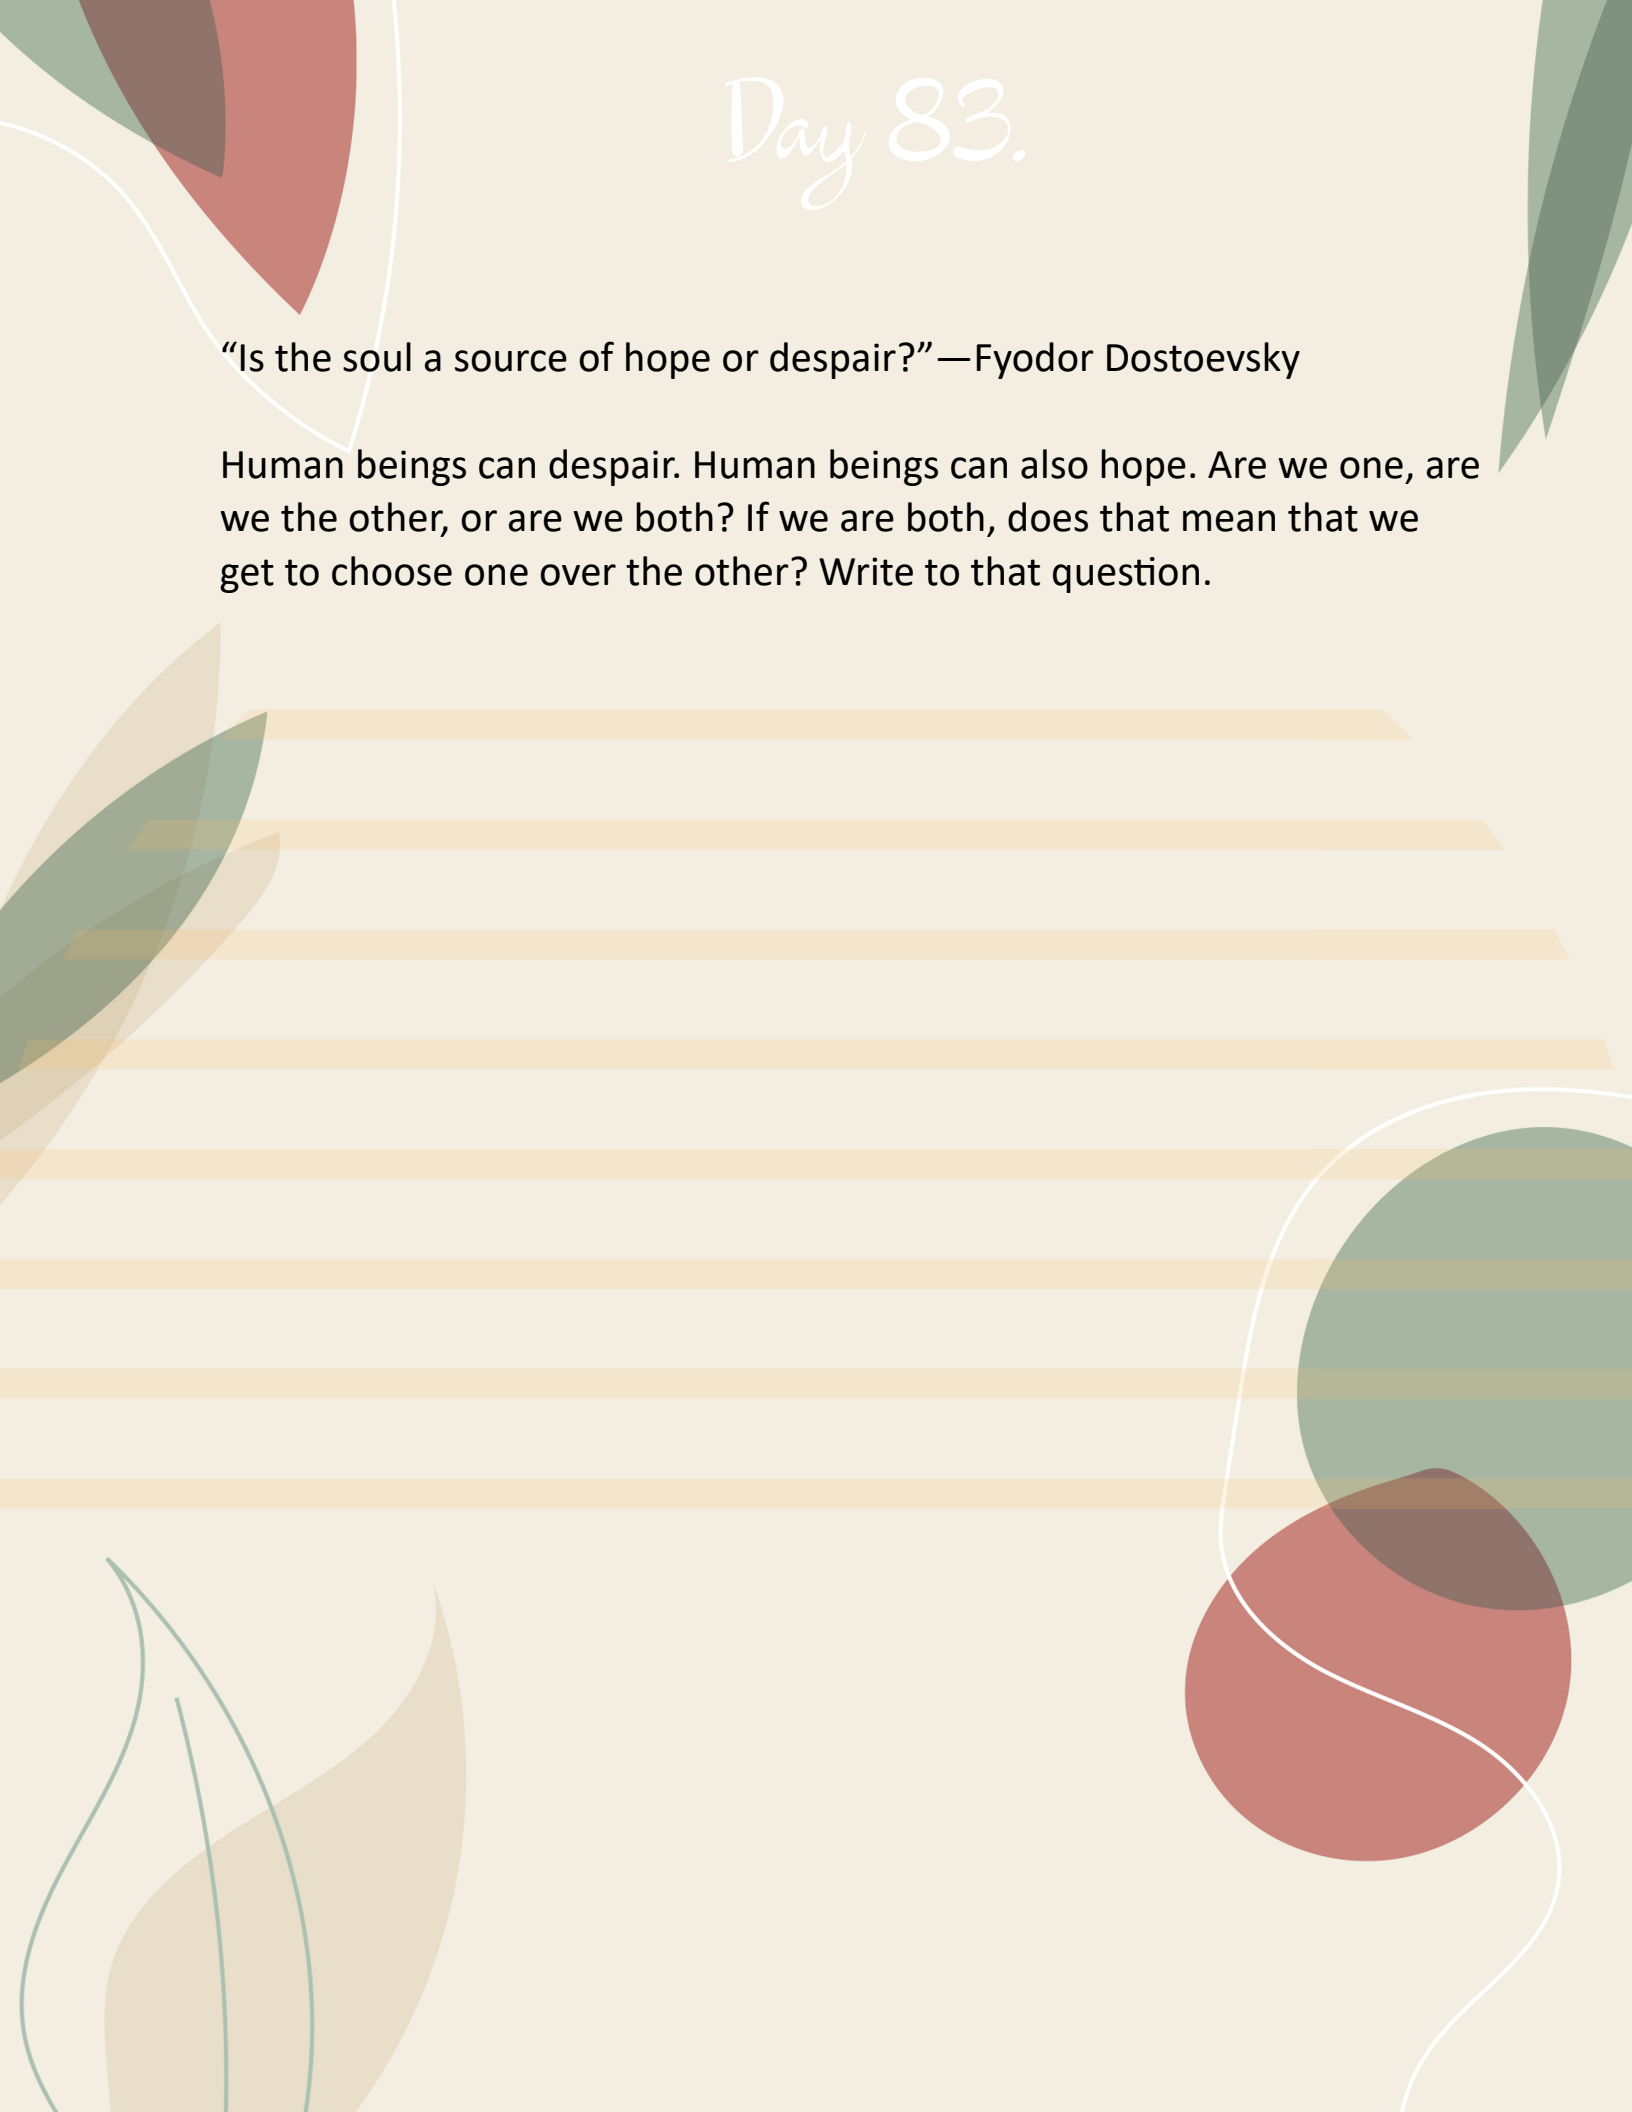 Day 83.
“Is the soul a source of hope or despair?”—Fyodor Dostoevsky
Human beings can despair. Human beings can also hope. Are we one, are
we the other, or are we both? If we are both, does that mean that we
get to choose one over the other? Write to that question.